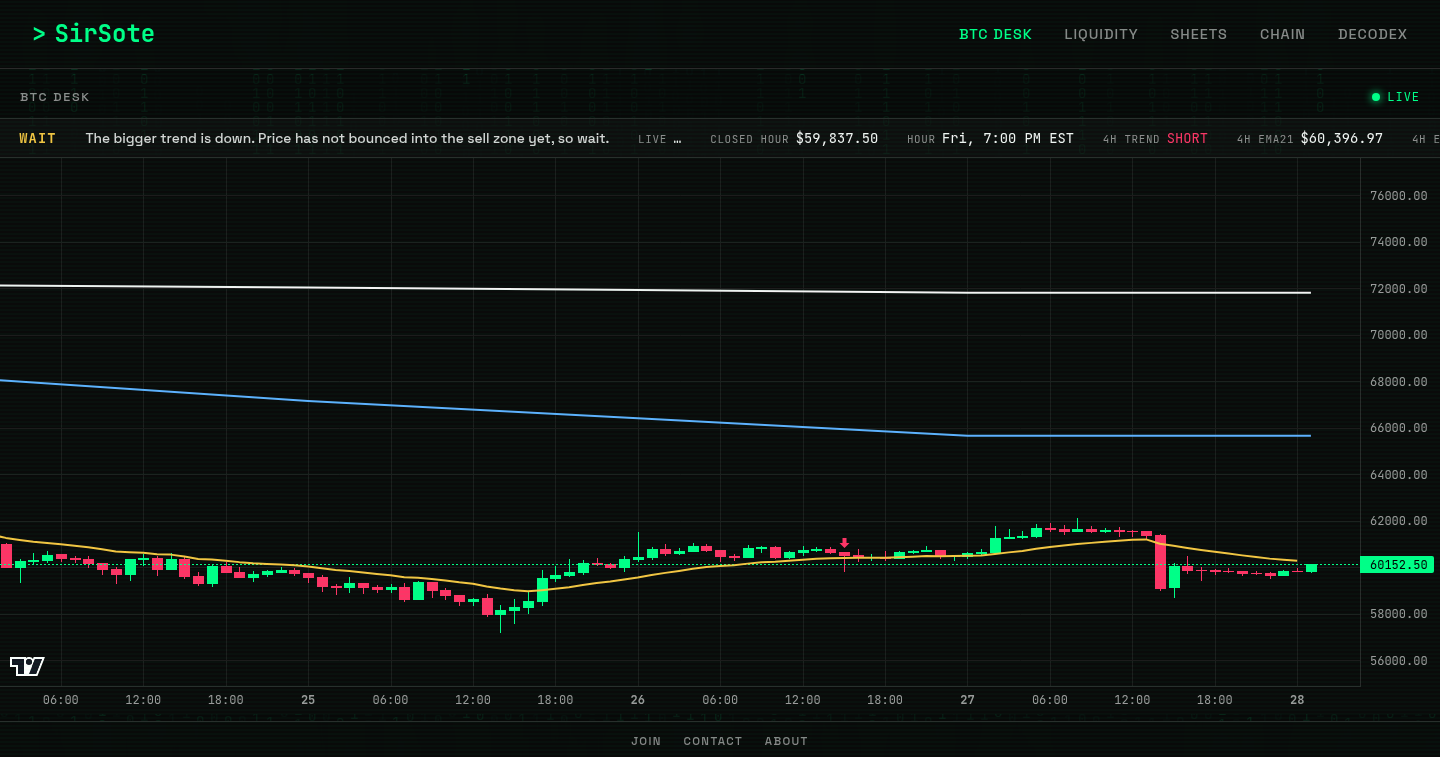 > SirSote
BTC DESK LIQUIDITY SHEETS CHAIN DECODEX
BTC DESK
LIVE
WAIT The bigger trend is down. Price has not bounced into the sell zone yet, so wait. LIVE … CLOSED HOUR $59,837.50 HOUR Fri, 7:00 PM EST 4H TREND SHORT 4H EMA21 $60,396.97 4H E
76000.00
74000.00
72000.00
70000.00
68000.00
66000.00
64000.00
62000.00
60152.50
58000.00
56000.00
06:00 12:00 18:00 25 06:00 12:00 18:00 26 06:00 12:00 18:00 27 06:00 12:00 18:00 28
JOIN CONTACT ABOUT